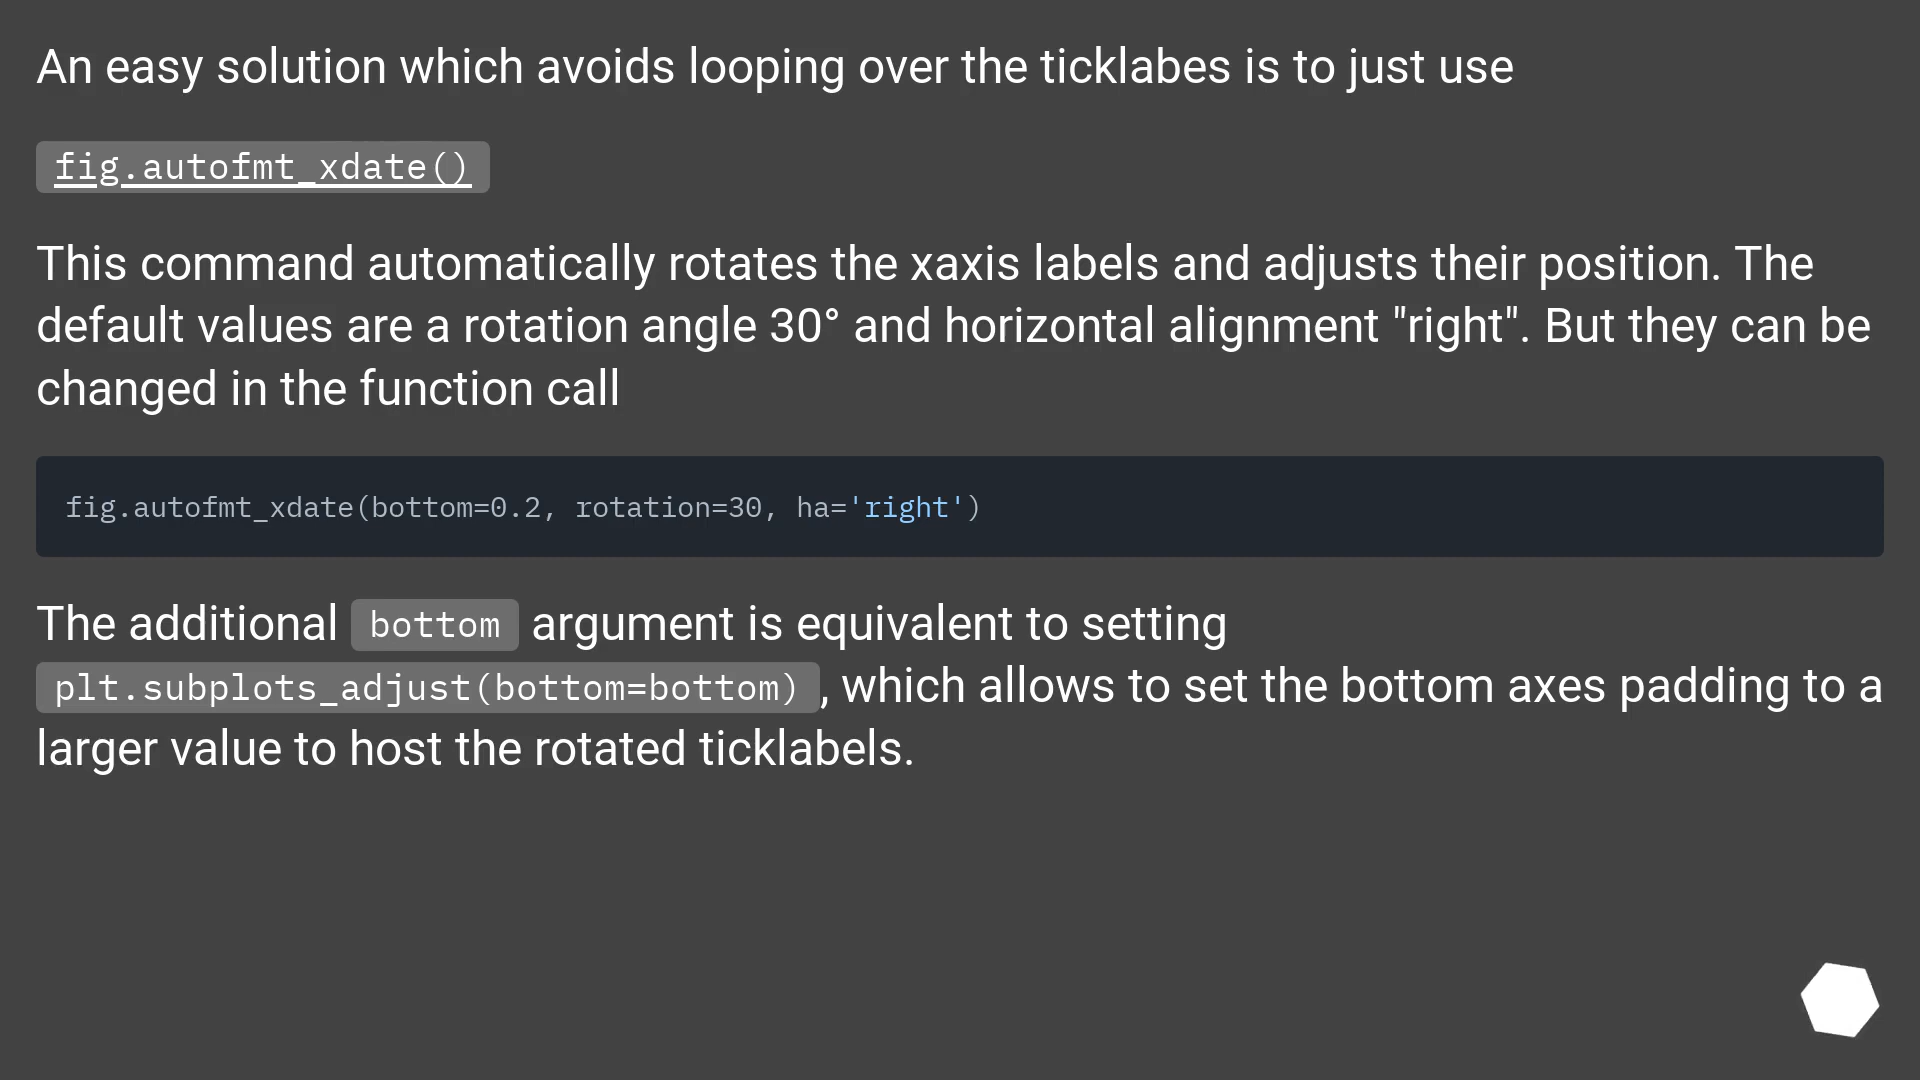 An easy solution which avoids looping over the ticklabes is to just use
fig.autofmt_xdate()
This command automatically rotates the xaxis labels and adjusts their position. The
default values are a rotation angle 30° and horizontal alignment "right". But they can be
changed in the function call
fig.autofmt_xdate(bottom=0.2, rotation=30, ha='right')
The additional bottom argument is equivalent to setting
plt.subplots_adjust(bottom=bottom), which allows to set the bottom axes padding to a
larger value to host the rotated ticklabels.